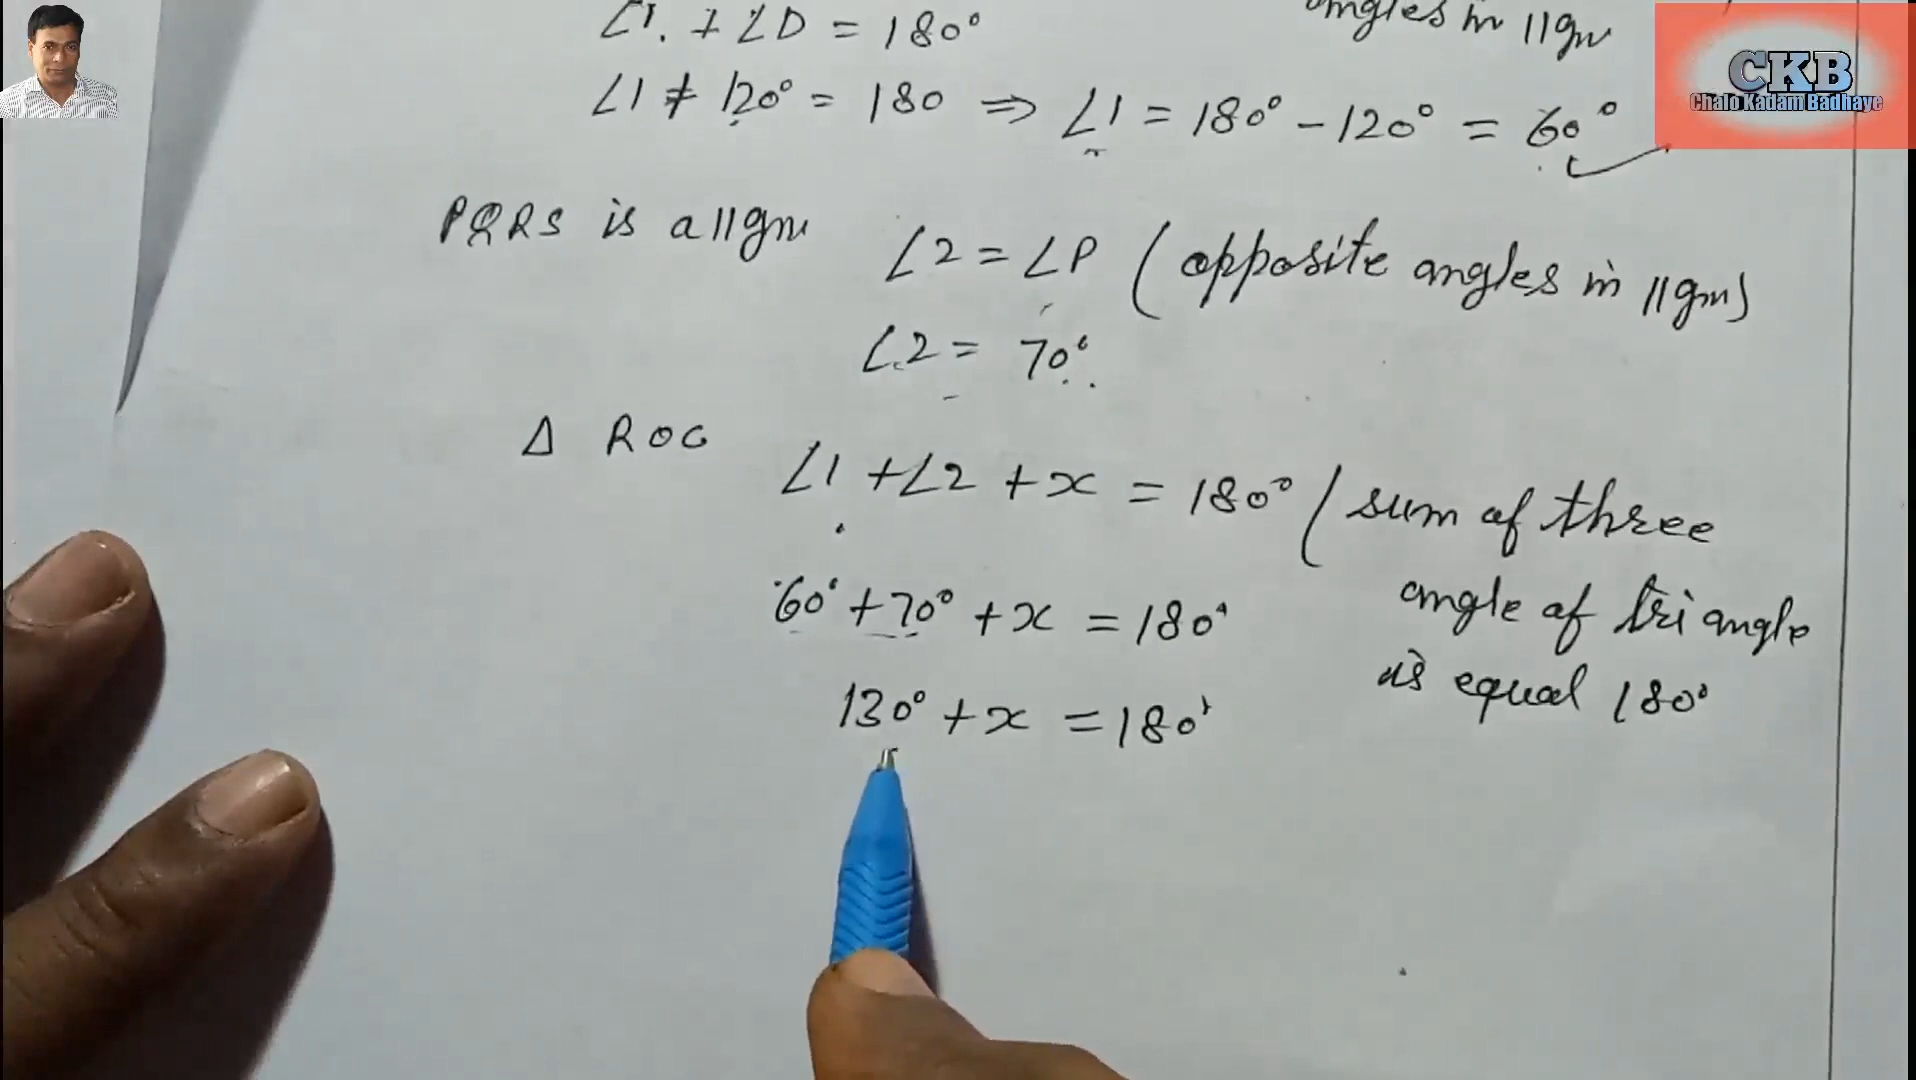 ∠1 + ∠D = 180° angles in ||gm
∠1 + 120° = 180 ⇒ ∠1 = 180° - 120° = 60°
CKB
Chalo Kadam Badhaye
PQRS is a ||gm
∠2 = ∠P (opposite angles in ||gm)
∠2 = 70°
Δ ROC
∠1 + ∠2 + x = 180° (sum of three
60° + 70° + x = 180° angle of triangle
is equal 180°
130° + x = 180°